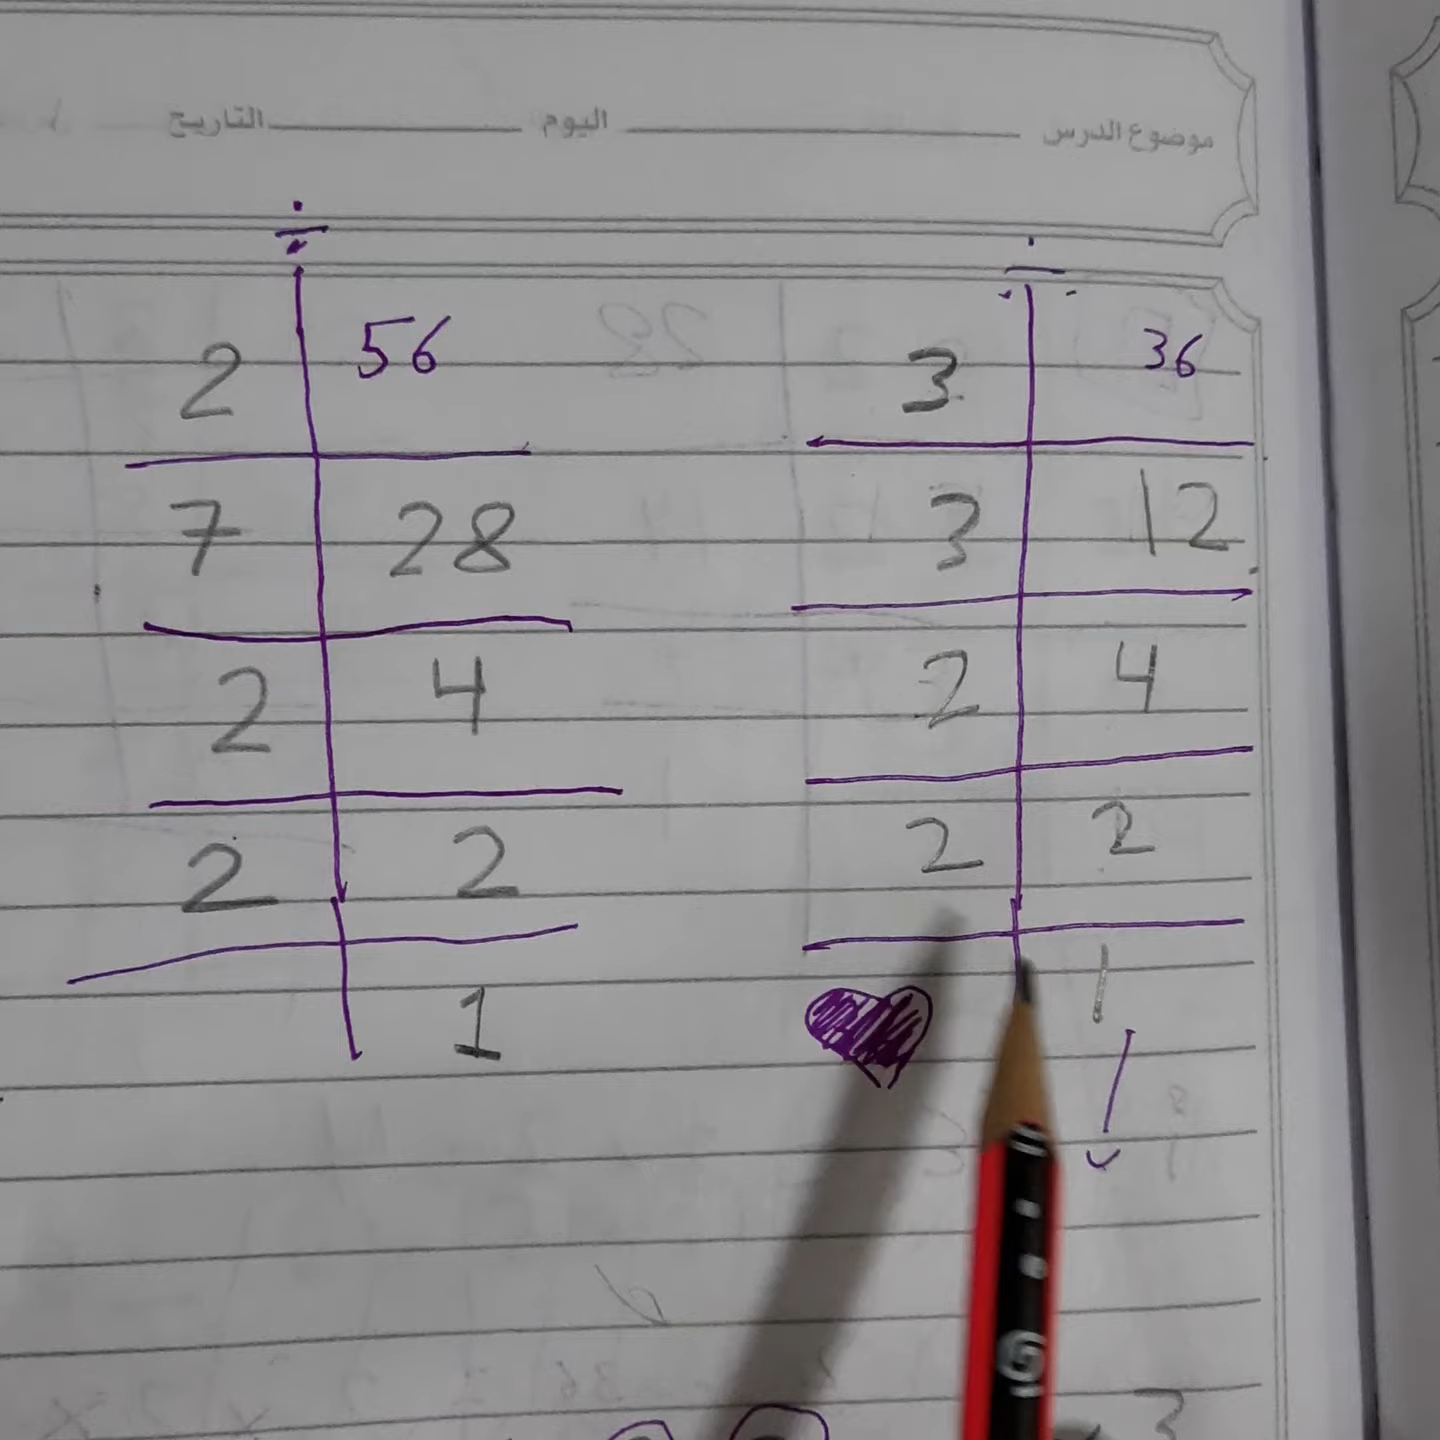 موضوع الدرس اليوم التاريخ
÷ ÷
2 56 3 36
7 28 3 12
2 4 2 4
2 2 2 2
1 1